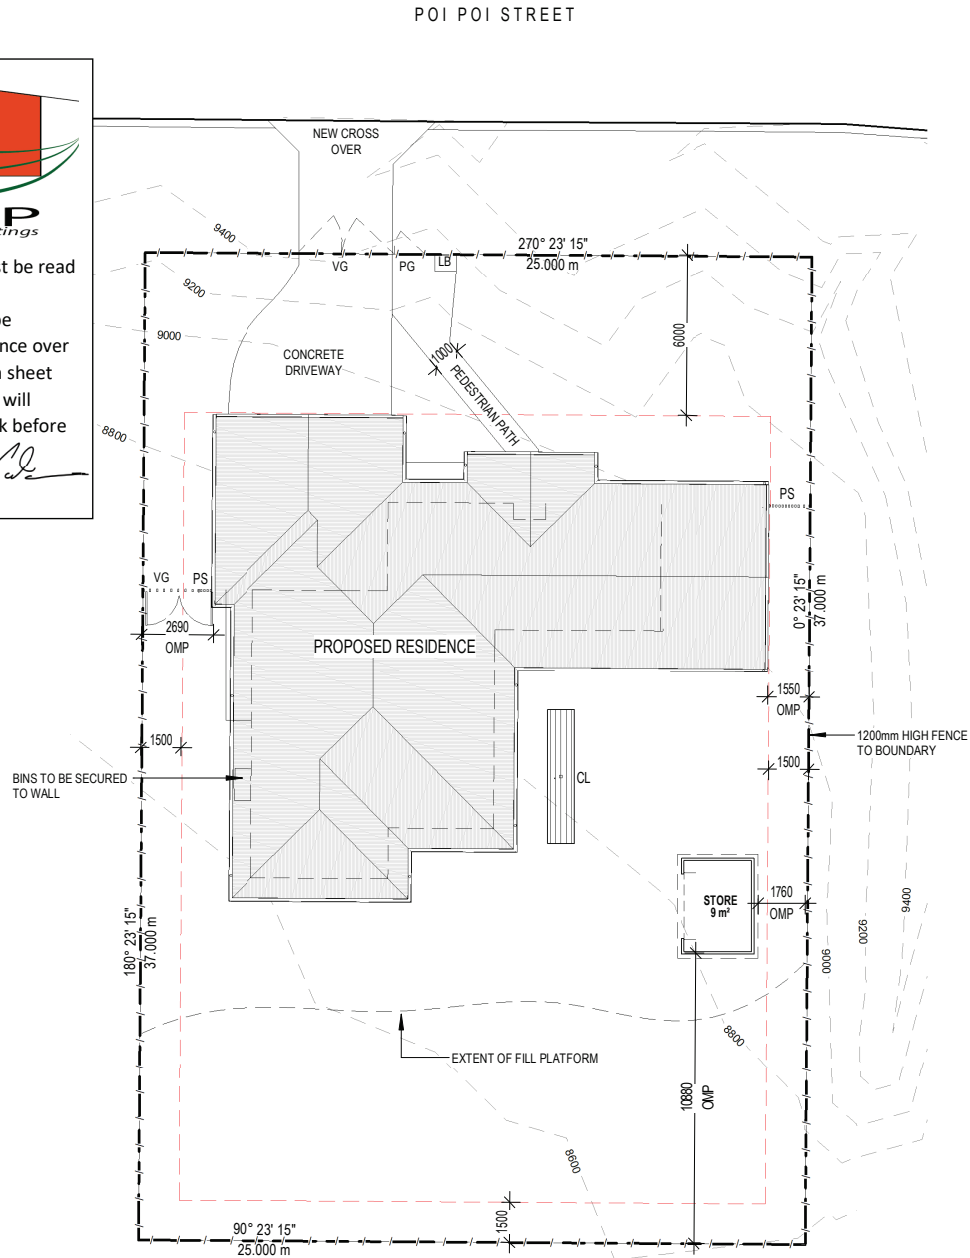 POI POI STREET
NEW CROSS
OVER
P
tings
t be read
be
nce over
sheet
will
k before
9400
9200
9000
8800
VG
PG
LB
270° 23' 15"
25.000 m
6000
CONCRETE
DRIVEWAY
1000
PEDESTRIAN PATH
PS
VG
PS
2690
OMP
0° 23' 15"
37.000 m
PROPOSED RESIDENCE
1550
OMP
1500
1200mm HIGH FENCE
TO BOUNDARY
1500
BINS TO BE SECURED
TO WALL
CL
STORE
9 m²
1760
OMP
9400
9200
9000
180° 23' 15"
37.000 m
8800
EXTENT OF FILL PLATFORM
10880
OMP
8600
1500
90° 23' 15"
25.000 m